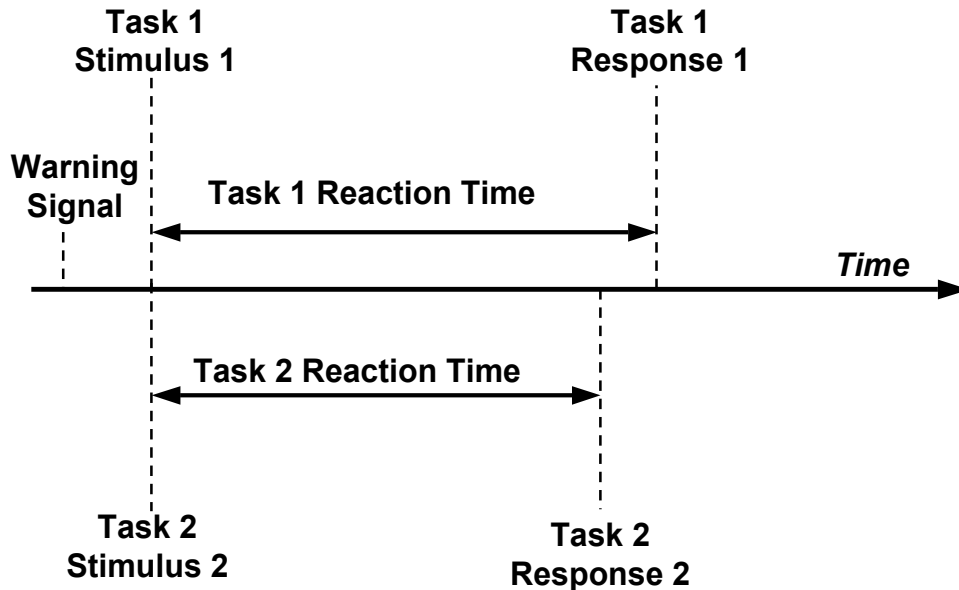 Task 1
Stimulus 1
Task 1
Response 1
Warning
Signal
Task 1 Reaction Time
Time
Task 2 Reaction Time
Task 2
Stimulus 2
Task 2
Response 2